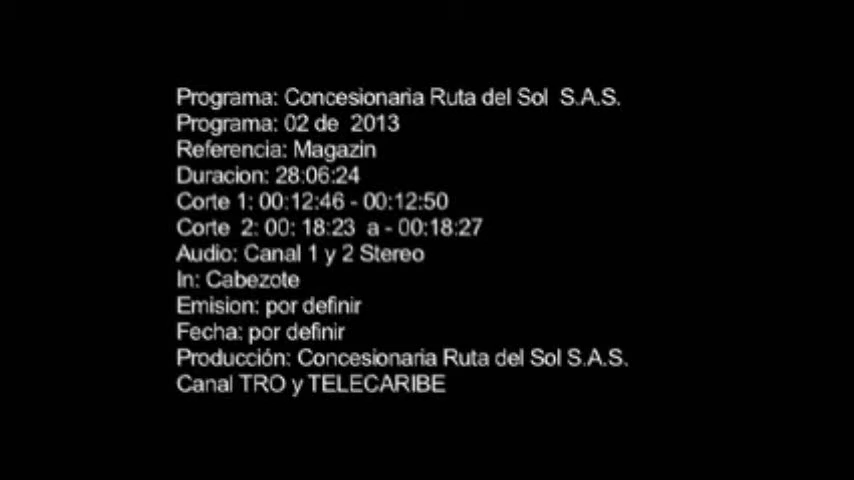 Programa: Concesionaria Ruta del Sol  S.A.S.
Programa: 02 de  2013
Referencia: Magazin
Duracion: 28:06:24
Corte 1: 00:12:46 - 00:12:50
Corte  2: 00: 18:23  a - 00:18:27
Audio: Canal 1 y 2 Stereo
In: Cabezote
Emision: por definir
Fecha: por definir
Producción: Concesionaria Ruta del Sol S.A.S.
Canal TRO y TELECARIBE